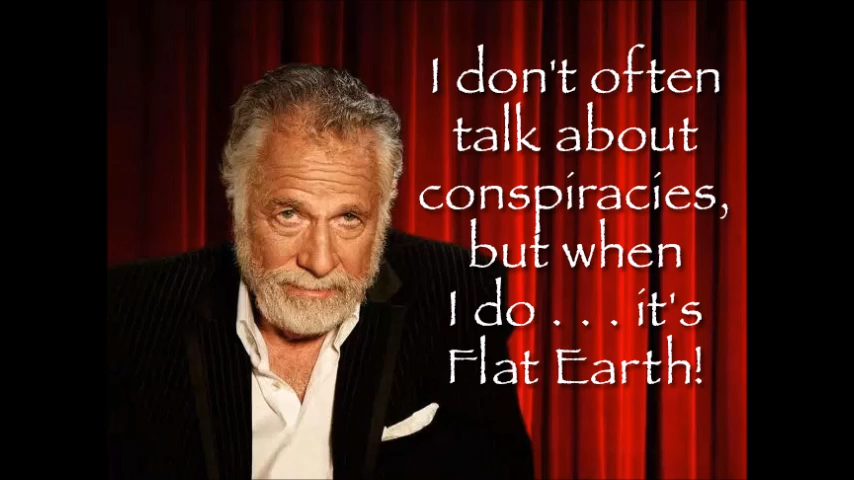 I don't often
talk about
conspiracies,
but when
I do . . . it's
Flat Earth!